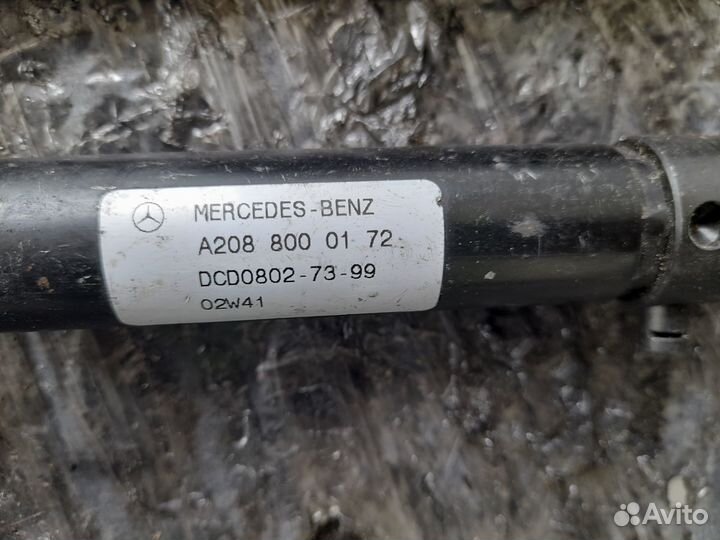 MERCEDES-BENZ
A208 800 01 72
DCD0802-73-99
02W41
Avito